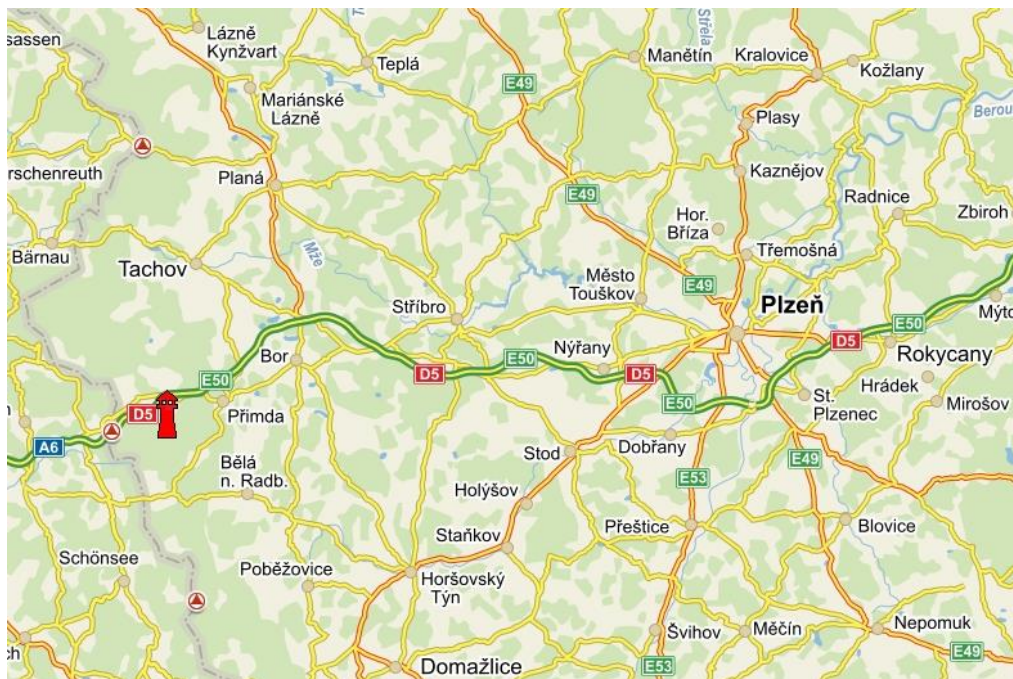 sassen
Lázně
Kynžvart
Teplá
Střela
Manětín
Kralovice
Kožlany
E49
Mariánské
Lázně
Plasy
Berou
rschenreuth
Planá
Kaznějov
E49
Radnice
Zbiroh
Hor.
Bříza
Bärnau
Mže
Třemošná
Tachov
Město
Touškov
E49
Plzeň
Stříbro
Mýto
E50
D5
Bor
E50
Nýřany
Rokycany
D5
D5
E50
Hrádek
D5
Přimda
E50
St.
Plzenec
Mirošov
A6
Stod
Dobřany
E49
Bělá
n. Radb.
E53
Holýšov
Přeštice
Blovice
Staňkov
Schönsee
Poběžovice
Horšovský
Týn
Švihov
Měčín
Nepomuk
ch
E49
Domažlice
E53